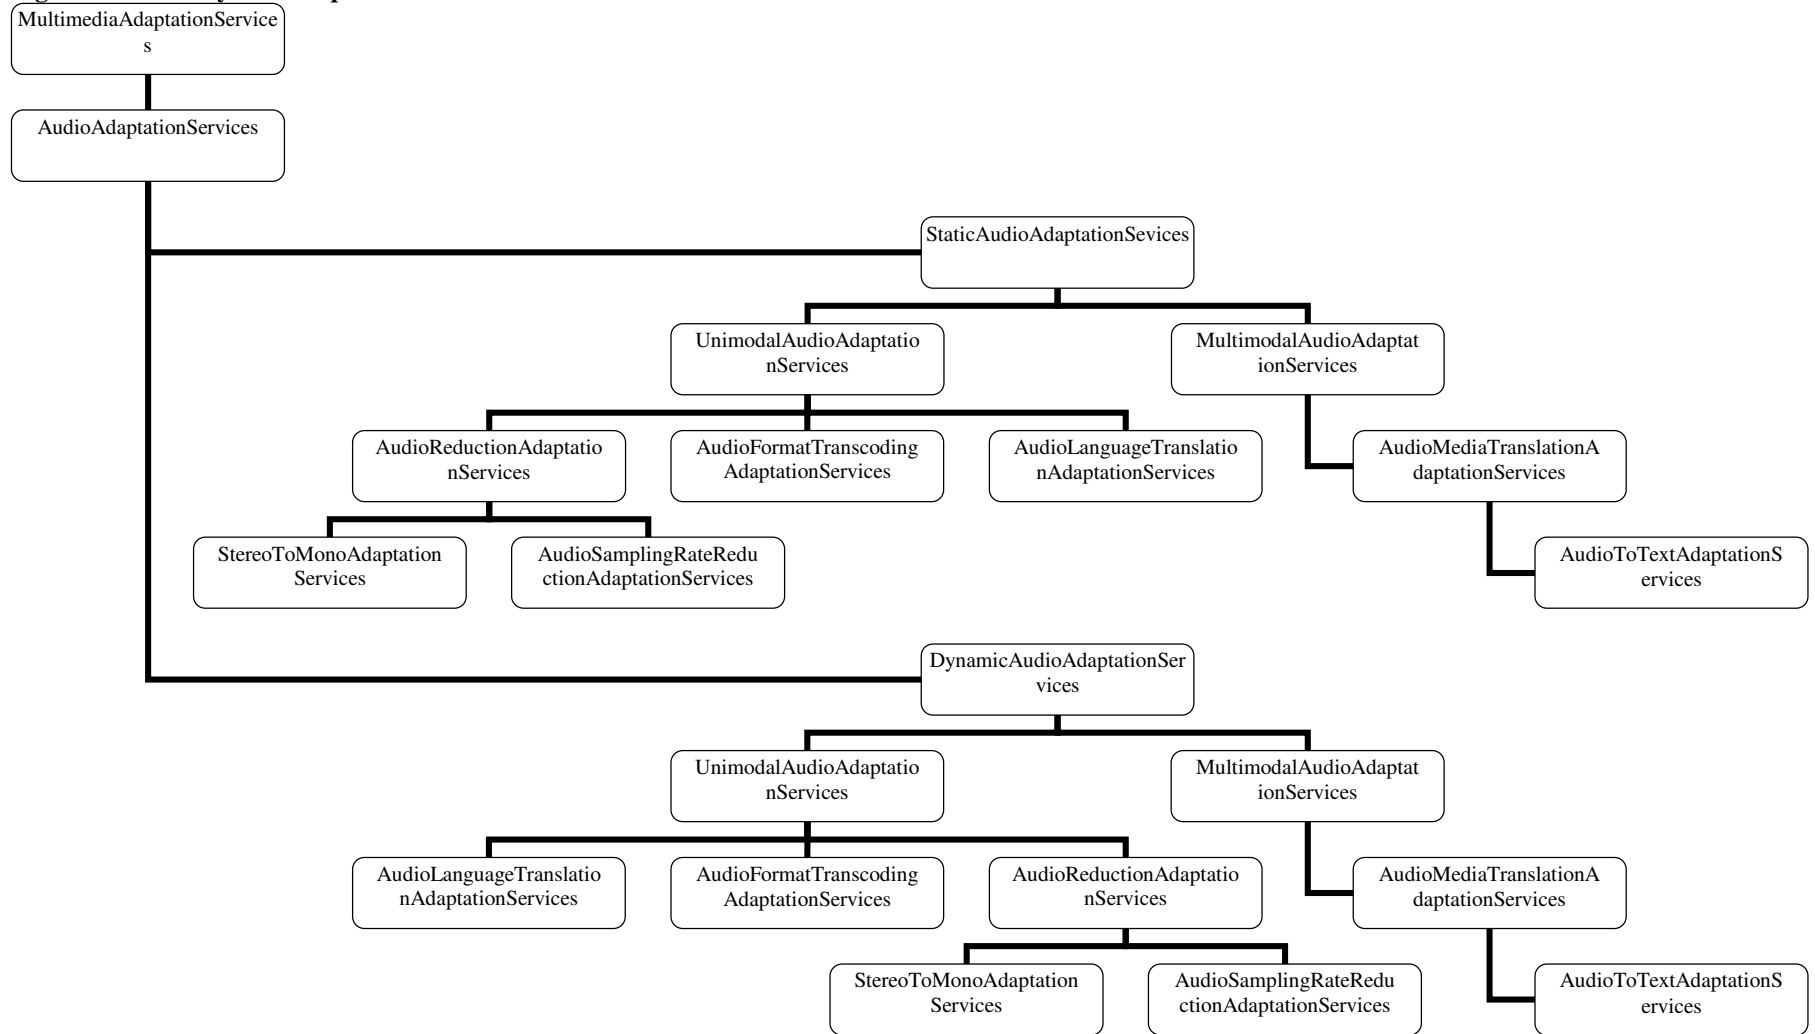 MultimediaAdaptationService
s
AudioAdaptationServices
StaticAudioAdaptationSevices
UnimodalAudioAdaptatio
nServices
MultimodalAudioAdaptat
ionServices
AudioReductionAdaptatio
nServices
AudioFormatTranscoding
AdaptationServices
AudioLanguageTranslatio
nAdaptationServices
AudioMediaTranslationA
daptationServices
StereoToMonoAdaptation
Services
AudioSamplingRateRedu
ctionAdaptationServices
AudioToTextAdaptationS
ervices
DynamicAudioAdaptationSer
vices
UnimodalAudioAdaptatio
nServices
MultimodalAudioAdaptat
ionServices
AudioLanguageTranslatio
nAdaptationServices
AudioFormatTranscoding
AdaptationServices
AudioReductionAdaptatio
nServices
AudioMediaTranslationA
daptationServices
StereoToMonoAdaptation
Services
AudioSamplingRateRedu
ctionAdaptationServices
AudioToTextAdaptationS
ervices